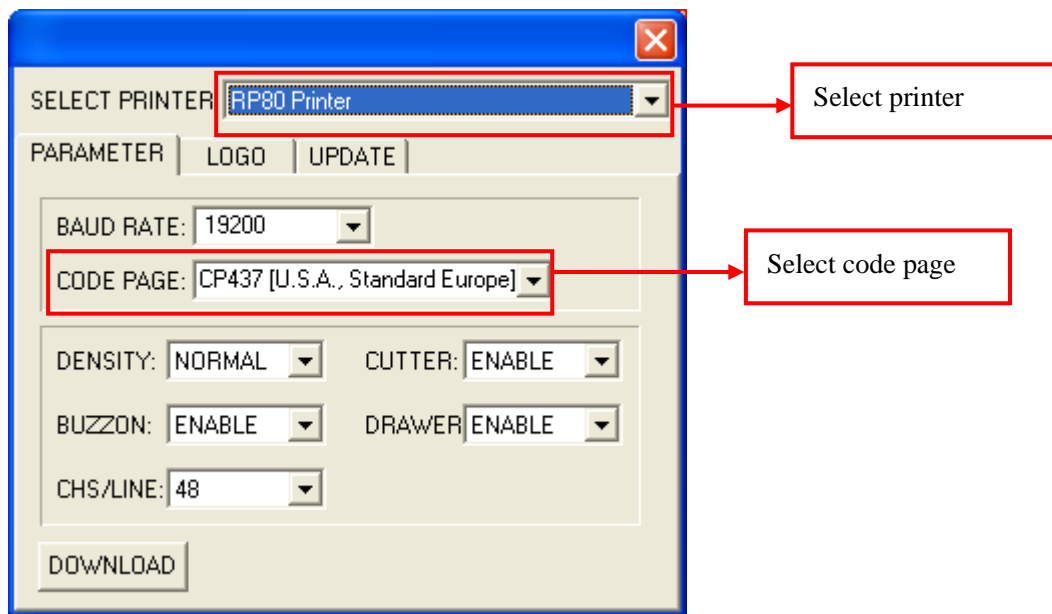 SELECT PRINTER RP80 Printer
Select printer
PARAMETER LOGO UPDATE
BAUD RATE: 19200
CODE PAGE: CP437 [U.S.A., Standard Europe]
Select code page
DENSITY: NORMAL CUTTER: ENABLE
BUZZON: ENABLE DRAWER ENABLE
CHS/LINE: 48
DOWNLOAD